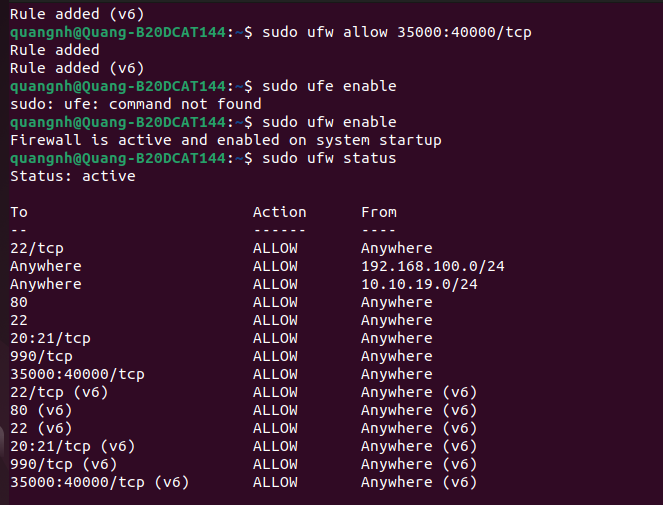 Rule added (v6)
quangnh@Quang-B20DCAT144:~$ sudo ufw allow 35000:40000/tcp
Rule added
Rule added (v6)
quangnh@Quang-B20DCAT144:~$ sudo ufe enable
sudo: ufe: command not found
quangnh@Quang-B20DCAT144:~$ sudo ufw enable
Firewall is active and enabled on system startup
quangnh@Quang-B20DCAT144:~$ sudo ufw status
Status: active

To                         Action      From
--                         ------      ----
22/tcp                     ALLOW       Anywhere
Anywhere                   ALLOW       192.168.100.0/24
Anywhere                   ALLOW       10.10.19.0/24
80                         ALLOW       Anywhere
22                         ALLOW       Anywhere
20:21/tcp                  ALLOW       Anywhere
990/tcp                    ALLOW       Anywhere
35000:40000/tcp            ALLOW       Anywhere
22/tcp (v6)                ALLOW       Anywhere (v6)
80 (v6)                    ALLOW       Anywhere (v6)
22 (v6)                    ALLOW       Anywhere (v6)
20:21/tcp (v6)             ALLOW       Anywhere (v6)
990/tcp (v6)               ALLOW       Anywhere (v6)
35000:40000/tcp (v6)       ALLOW       Anywhere (v6)